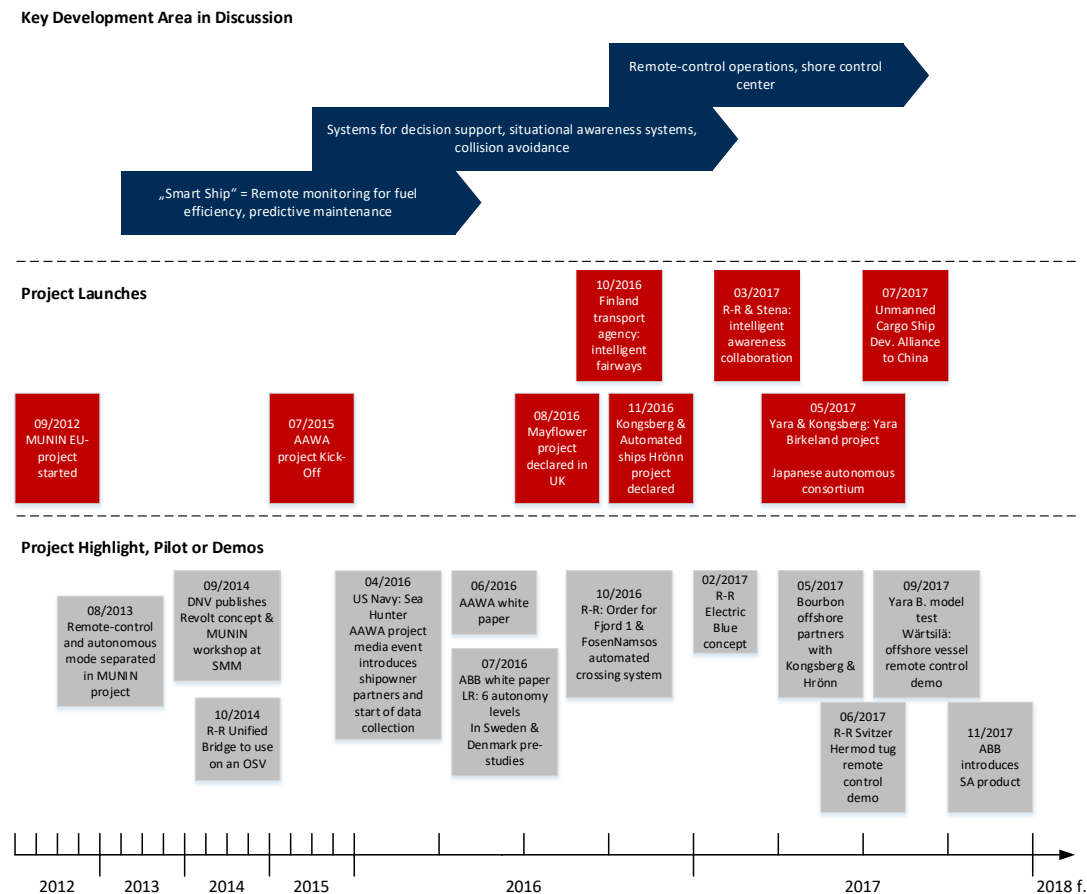 Key Development Area in Discussion
Remote-control operations, shore control
center
Systems for decision support, situational awareness systems,
collision avoidance
„Smart Ship“ = Remote monitoring for fuel
efficiency, predictive maintenance
Project Launches
10/2016
Finland
transport
agency:
intelligent
fairways
03/2017
R-R & Stena:
intelligent
awareness
collaboration
07/2017
Unmanned
Cargo Ship
Dev. Alliance
to China
09/2012
MUNIN EU-
project
started
07/2015
AAWA
project Kick-
Off
08/2016
Mayflower
project
declared in
UK
11/2016
Kongsberg &
Automated
ships Hrönn
project
declared
05/2017
Yara & Kongsberg: Yara
Birkeland project
Japanese autonomous
consortium
Project Highlight, Pilot or Demos
08/2013
Remote-control
and autonomous
mode separated
in MUNIN
project
09/2014
DNV publishes
Revolt concept &
MUNIN
workshop at
SMM
10/2014
R-R Unified
Bridge to use
on an OSV
04/2016
US Navy: Sea
Hunter
AAWA project
media event
introduces
shipowner
partners and
start of data
collection
06/2016
AAWA white
paper
07/2016
ABB white paper
LR: 6 autonomy
levels
In Sweden &
Denmark pre-
studies
10/2016
R-R: Order for
Fjord 1 &
FosenNamsos
automated
crossing system
02/2017
R-R
Electric
Blue
concept
05/2017
Bourbon
offshore
partners
with
Kongsberg &
Hrönn
06/2017
R-R Svitzer
Hermod tug
remote
control
demo
09/2017
Yara B. model
test
Wärtsilä:
offshore vessel
remote control
demo
11/2017
ABB
introduces
SA product
2012
2013
2014
2015
2016
2017
2018 f.